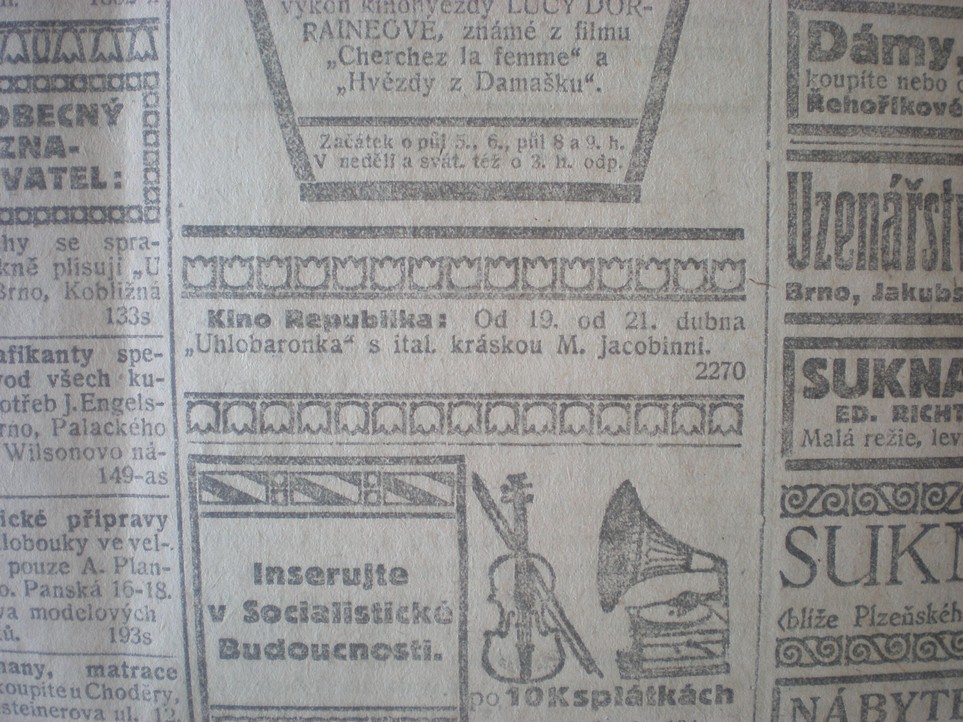 výkon kinohvězdy LUCY DOR-
RAINEOVÉ, známé z filmu
„Cherchez la femme“ a
„Hvězdy z Damašku“.
Začátek o půl 5., 6., půl 8 a 9. h.
V neděli a svát. též o 3. h. odp.
Kino Republika: Od 19. od 21. dubna
„Uhlobaronka“ s ital. kráskou M. Jacobinni.
2270
Inserujte
v Socialistické
Budoucnosti.
po 10 K splátkách
OBECNÝ
ZNA-
VATEL:
hy se spra-
kně plisují „U
Brno, Kobližná
133s
afikanty spe-
vod všech ku-
otřeb J. Engels-
rno, Palackého
Wilsonovo ná-
149-as
ické přípravy
lobouky ve vel-
pouze A. Plan-
o. Panská 16-18.
va modelových
ů. 193s
many, matrace
koupíte u Choděry,
steinerova ul. 12.
Dámy,
koupíte nebo
Řehoříkové
Uzenářst
Brno, Jakubs
SUKNA
ED. RICHT
Malá režie, lev
SUKN
(blíže Plzeňskéh
NÁBYT